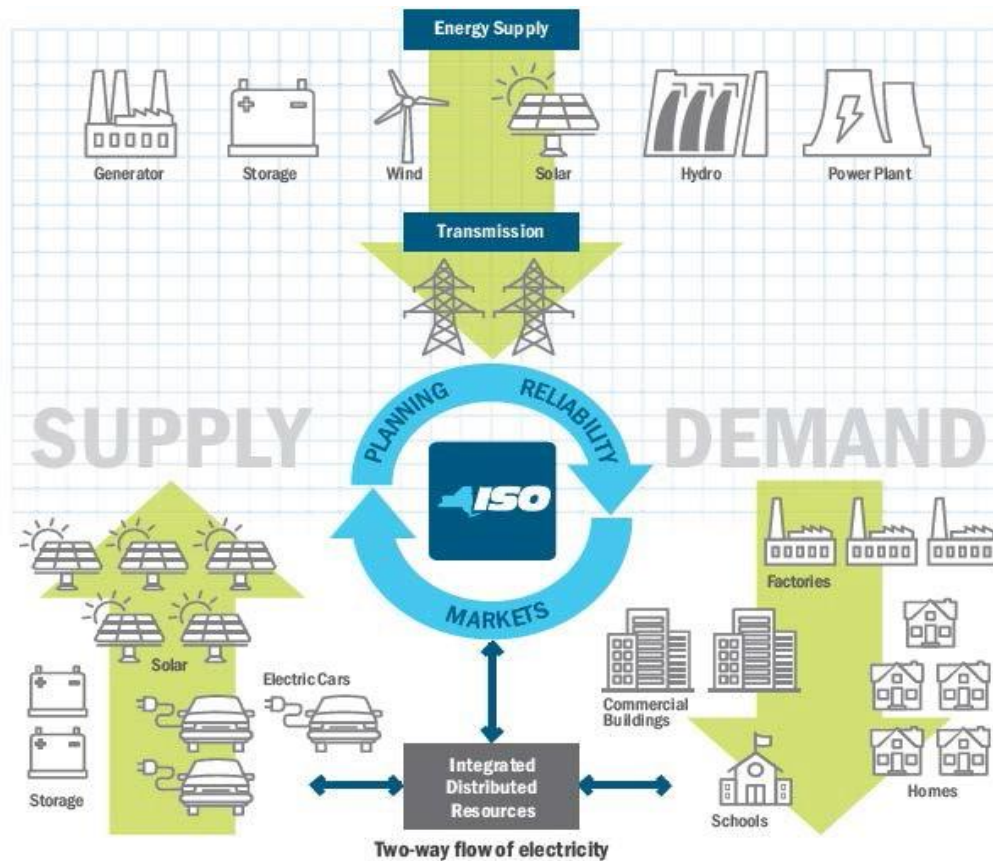 Energy Supply
Generator
Storage
Wind
Solar
Hydro
Power Plant
Transmission
PLANNING
RELIABILITY
SUPPLY
DEMAND
ISO
MARKETS
Factories
Solar
Electric Cars
Commercial
Buildings
Storage
Integrated
Distributed
Resources
Schools
Homes
Two-way flow of electricity